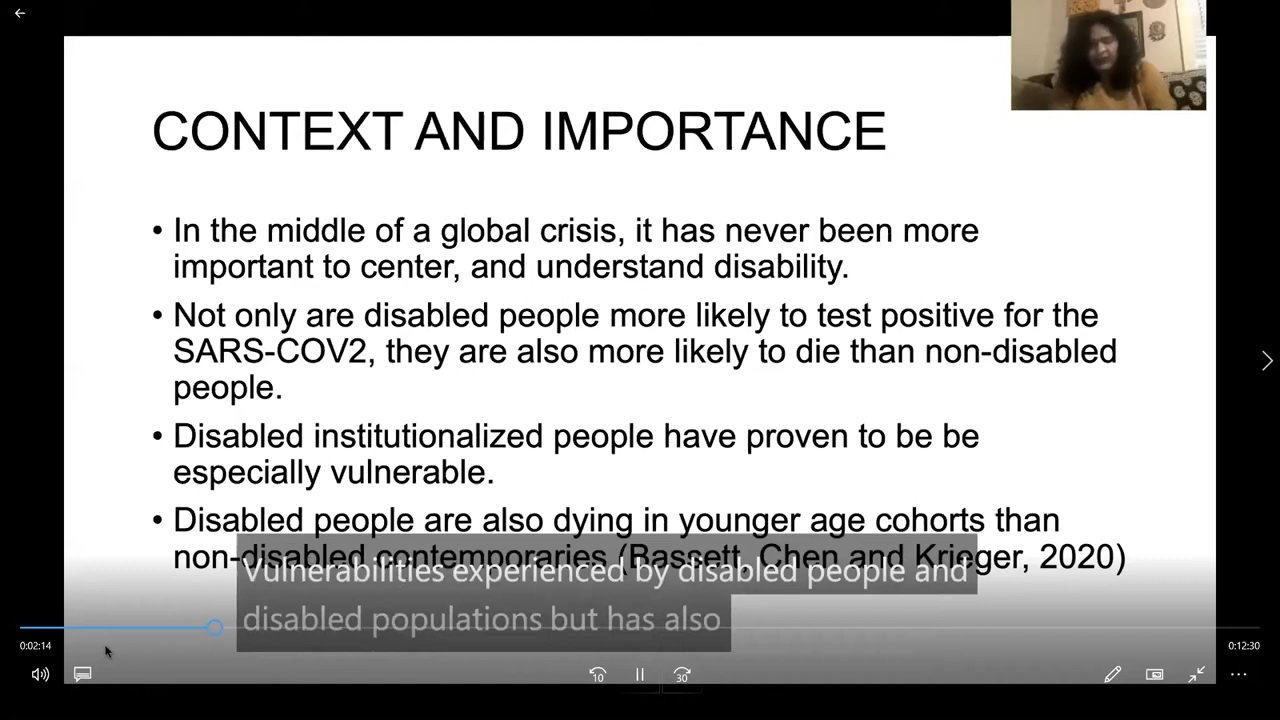 CONTEXT AND IMPORTANCE
• In the middle of a global crisis, it has never been more
important to center, and understand disability.
• Not only are disabled people more likely to test positive for the
SARS-COV2, they are also more likely to die than non-disabled
people.
• Disabled institutionalized people have proven to be be
especially vulnerable.
• Disabled people are also dying in younger age cohorts than
non-disabled contemporaries (Bassett, Chen and Krieger, 2020)
Vulnerabilities experienced by disabled people and
disabled populations but has also
0:02:14
0:12:30
10
30